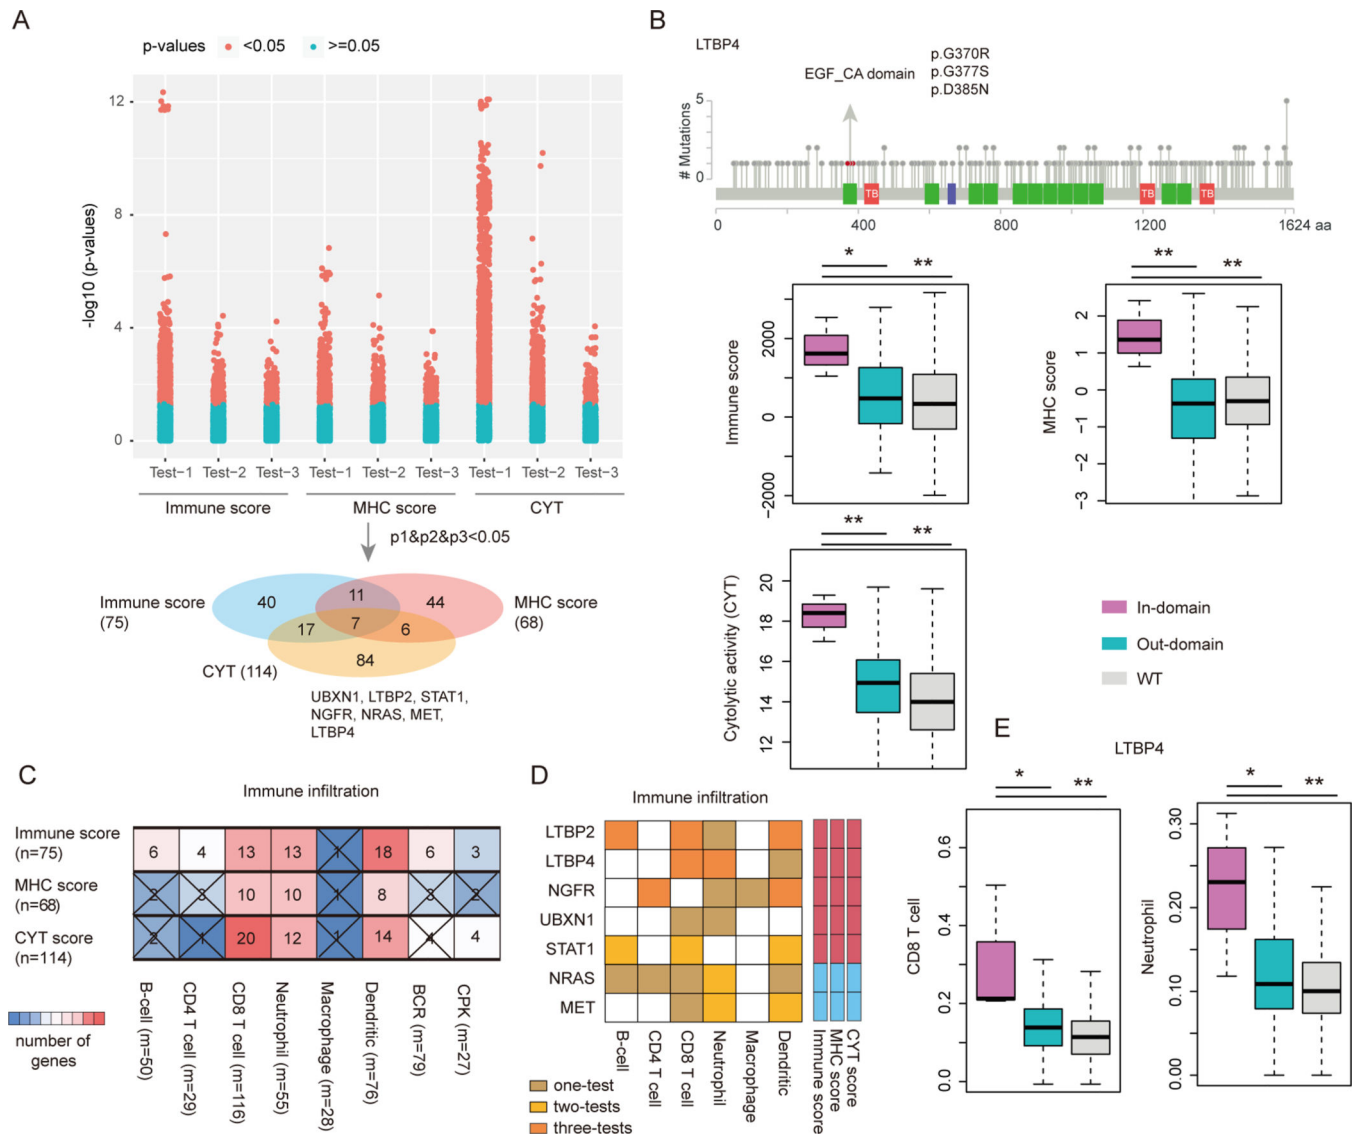 A
p-values <0.05 >=0.05
-log10 (p-values)
12
8
4
0
Test−1 Test−2 Test−3 Test−1 Test−2 Test−3 Test−1 Test−2 Test−3
Immune score MHC score CYT
p1&p2&p3<0.05
Immune score
(75)
MHC score
(68)
CYT (114)
40 11 44
17 7 6
84
UBXN1, LTBP2, STAT1,
NGFR, NRAS, MET,
LTBP4
B
LTBP4
EGF_CA domain
p.G370R
p.G377S
p.D385N
# Mutations
5
0
TB TB TB
0 400 800 1200 1624 aa
* **
Immune score
2000
0
−2000
** **
MHC score
2
1
0
−1
−2
−3
** **
Cytolytic activity (CYT)
20
18
16
14
12
In-domain
Out-domain
WT
C
Immune infiltration
Immune score
(n=75)
6 4 13 13 1 18 6 3
MHC score
(n=68)
2 3 10 10 1 8 3 2
CYT score
(n=114)
2 1 20 12 1 14 4 4
B-cell (m=50)
CD4 T cell (m=29)
CD8 T cell (m=116)
Neutrophil (m=55)
Macrophage (m=28)
Dendritic (m=76)
BCR (m=79)
CPK (m=27)
number of
genes
D
Immune infiltration
LTBP2
LTBP4
NGFR
UBXN1
STAT1
NRAS
MET
B-cell
CD4 T cell
CD8 T cell
Neutrophil
Macrophage
Dendritic
Immune score
MHC score
CYT score
one-test
two-tests
three-tests
E
LTBP4
* **
CD8 T cell
0.6
0.4
0.2
0.0
* **
Neutrophil
0.30
0.20
0.10
0.00